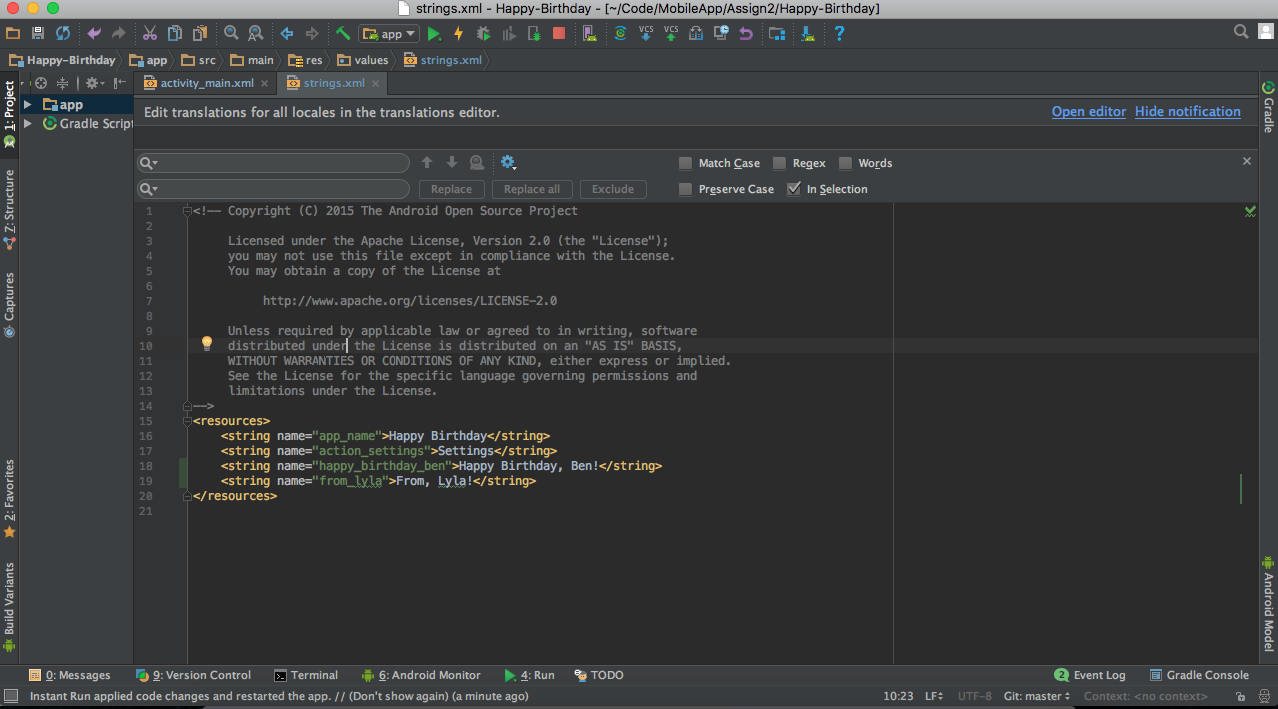 strings.xml - Happy-Birthday - [~/Code/MobileApp/Assign2/Happy-Birthday]
app
VCS VCS
?
Happy-Birthday app src main res values strings.xml
1: Project
Z: Structure
Captures
2: Favorites
Build Variants
app
Gradle Script
activity_main.xml × strings.xml ×
Edit translations for all locales in the translations editor. Open editor Hide notification
Match Case Regex Words
Replace Replace all Exclude Preserve Case In Selection
1 <!-- Copyright (C) 2015 The Android Open Source Project
2
3 Licensed under the Apache License, Version 2.0 (the "License");
4 you may not use this file except in compliance with the License.
5 You may obtain a copy of the License at
6
7 http://www.apache.org/licenses/LICENSE-2.0
8
9 Unless required by applicable law or agreed to in writing, software
10 distributed under the License is distributed on an "AS IS" BASIS,
11 WITHOUT WARRANTIES OR CONDITIONS OF ANY KIND, either express or implied.
12 See the License for the specific language governing permissions and
13 limitations under the License.
14 -->
15 <resources>
16 <string name="app_name">Happy Birthday</string>
17 <string name="action_settings">Settings</string>
18 <string name="happy_birthday_ben">Happy Birthday, Ben!</string>
19 <string name="from_lyla">From, Lyla!</string>
20 </resources>
21
Gradle
Android Model
0: Messages 9: Version Control Terminal 6: Android Monitor 4: Run TODO 2 Event Log Gradle Console
Instant Run applied code changes and restarted the app. // (Don't show again) (a minute ago) 10:23 LF UTF-8 Git: master Context: <no context>